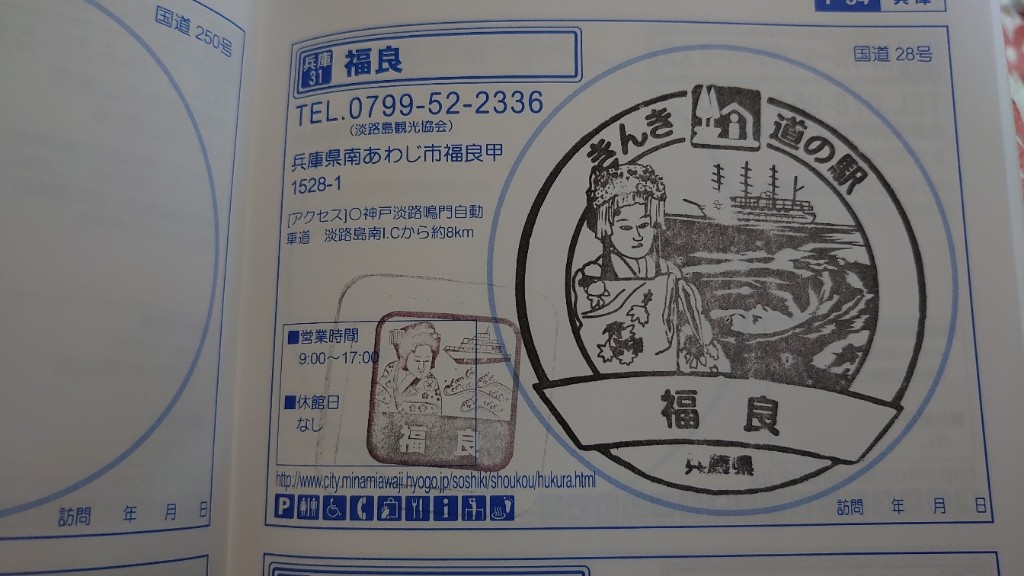 国道 250号
兵庫
31
福良
国道 28号
TEL.0799-52-2336
(淡路島観光協会)
兵庫県南あわじ市福良甲
1528-1
[アクセス]○神戸淡路鳴門自動
車道 淡路島南I.Cから約8km
■営業時間
9:00～17:00
■休館日
なし
http://www.city.minamiawaji.hyogo.jp/soshiki/shoukou/hukura.html
P
i
きんき 道の駅
福良
兵庫県
福良
訪問 年 月 日
訪問 年 月 日